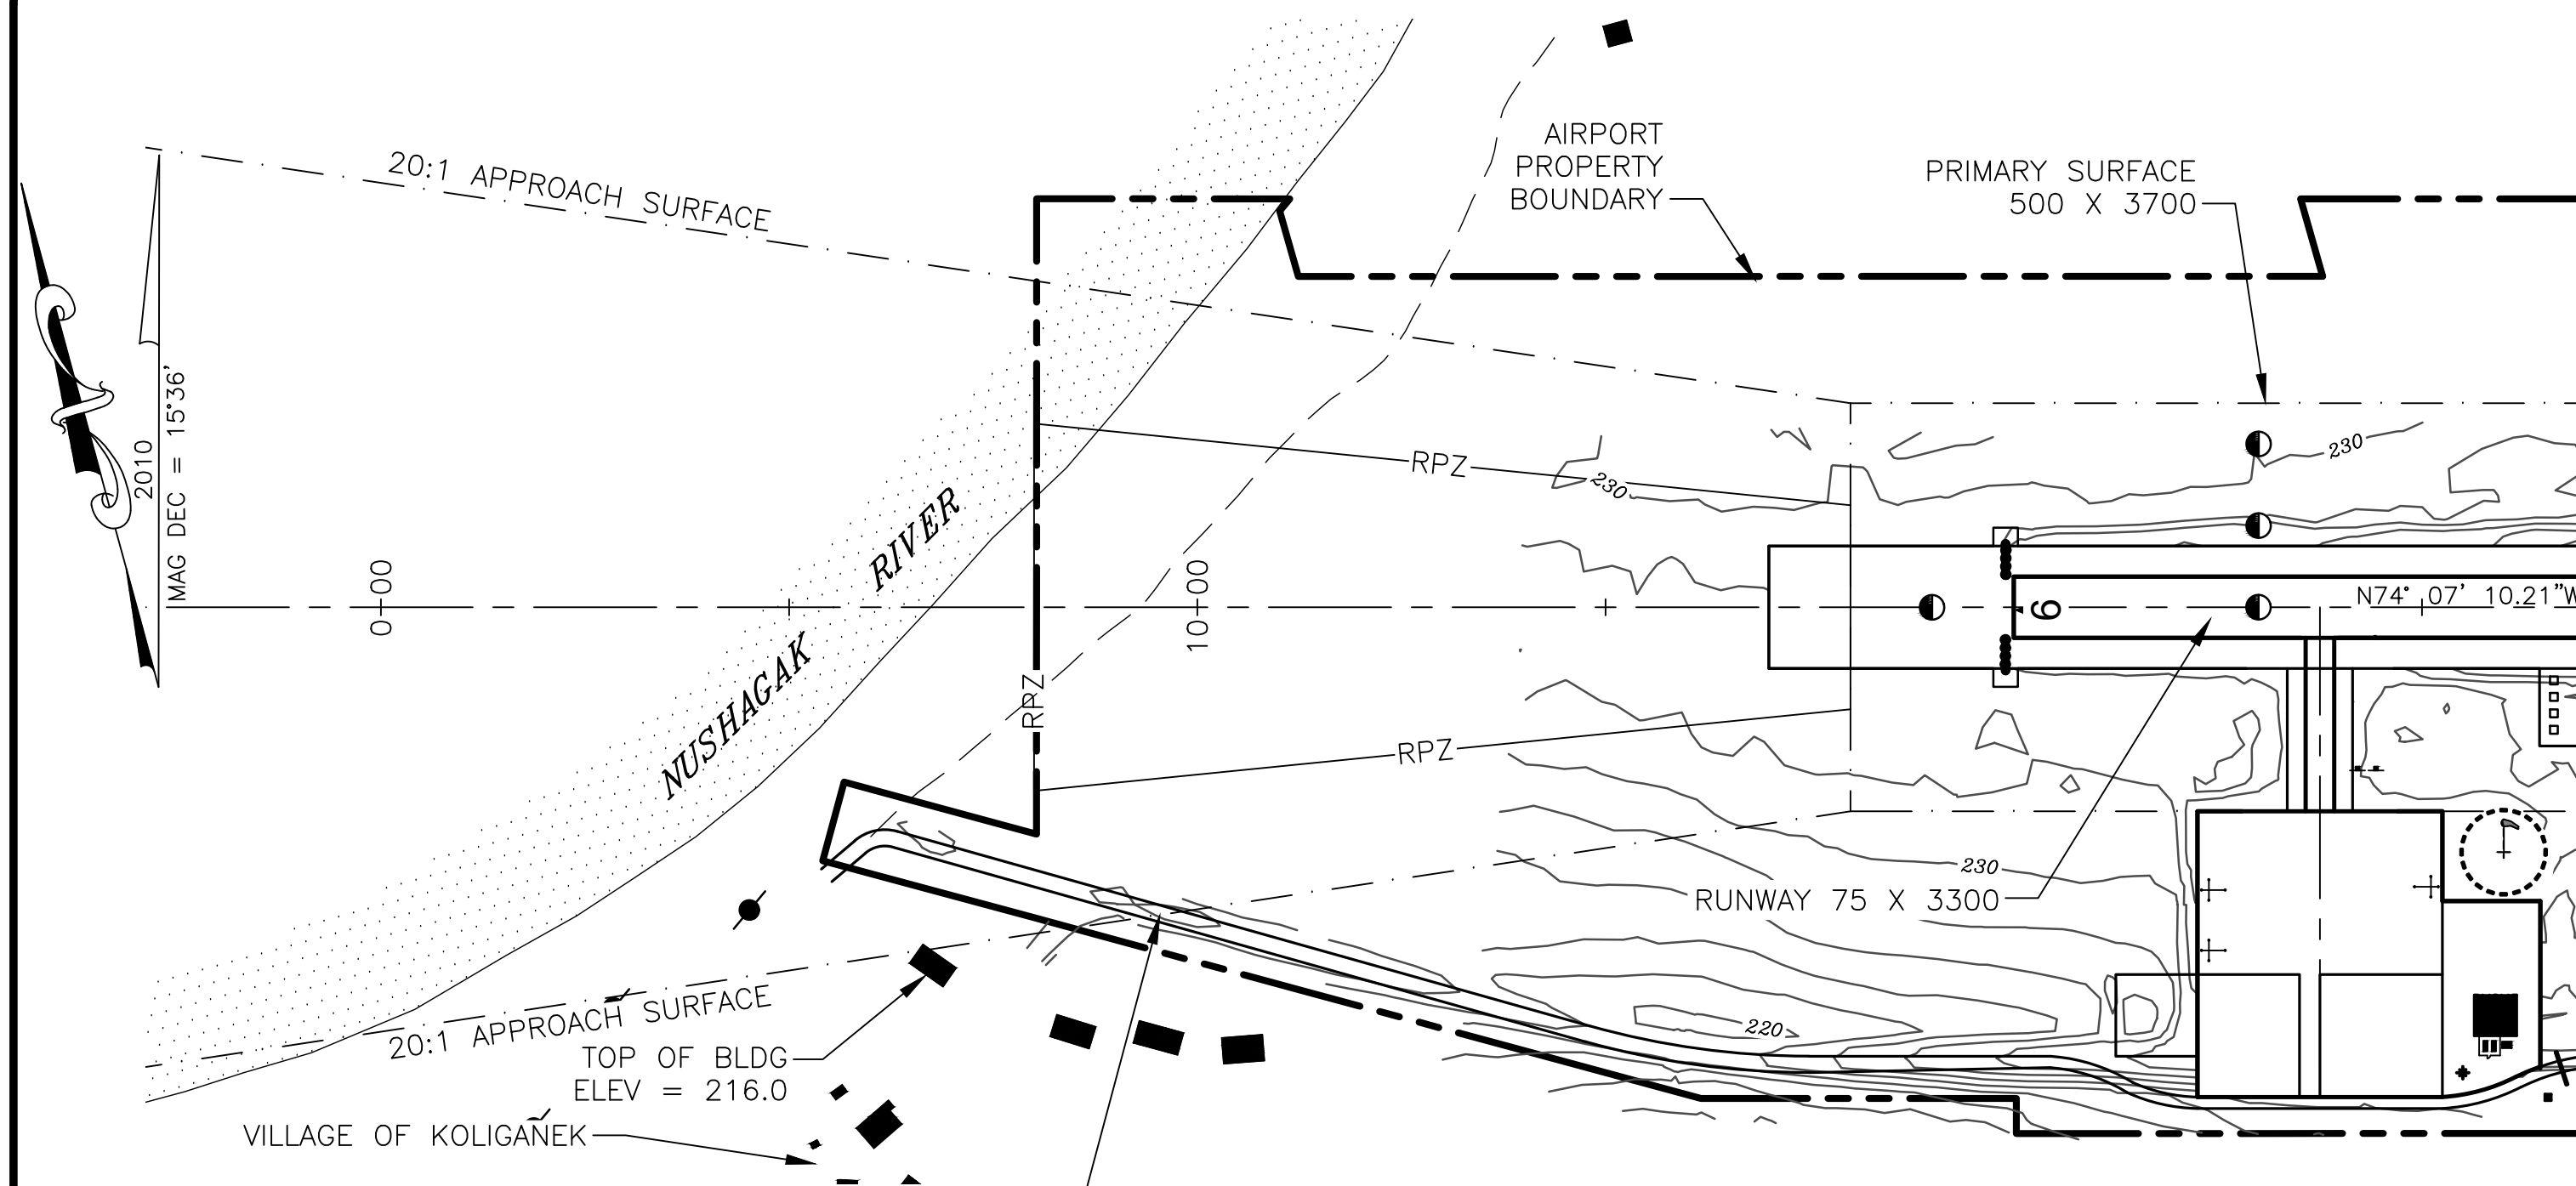 20:1 APPROACH SURFACE
AIRPORT
PROPERTY
BOUNDARY
PRIMARY SURFACE
500 X 3700
2010
MAG DEC = 15°36'
NUSHAGAK RIVER
0+00
10+00
RPZ
RPZ
RPZ
230
230
9
N74° 07' 10.21"W
RUNWAY 75 X 3300
230
220
20:1 APPROACH SURFACE
TOP OF BLDG
ELEV = 216.0
VILLAGE OF KOLIGANEK